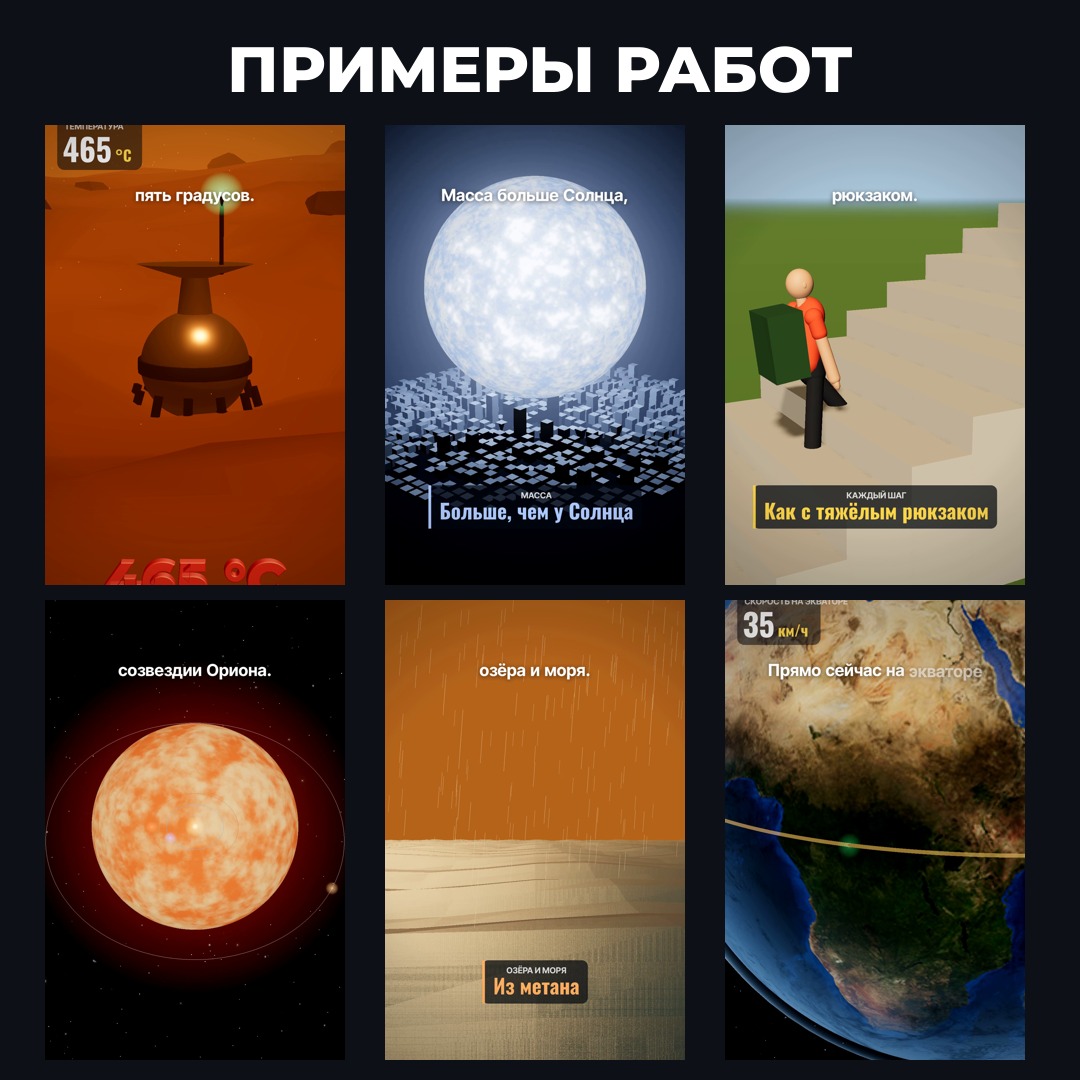 ПРИМЕРЫ РАБОТ
ТЕМПЕРАТУРА
465 °C
пять градусов.
465 °C
Масса больше Солнца,
МАССА
Больше, чем у Солнца
рюкзаком.
КАЖДЫЙ ШАГ
Как с тяжёлым рюкзаком
созвездии Ориона.
озёра и моря.
ОЗЁРА И МОРЯ
Из метана
СКОРОСТЬ НА ЭКВАТОРЕ
35 км/ч
Прямо сейчас на экваторе